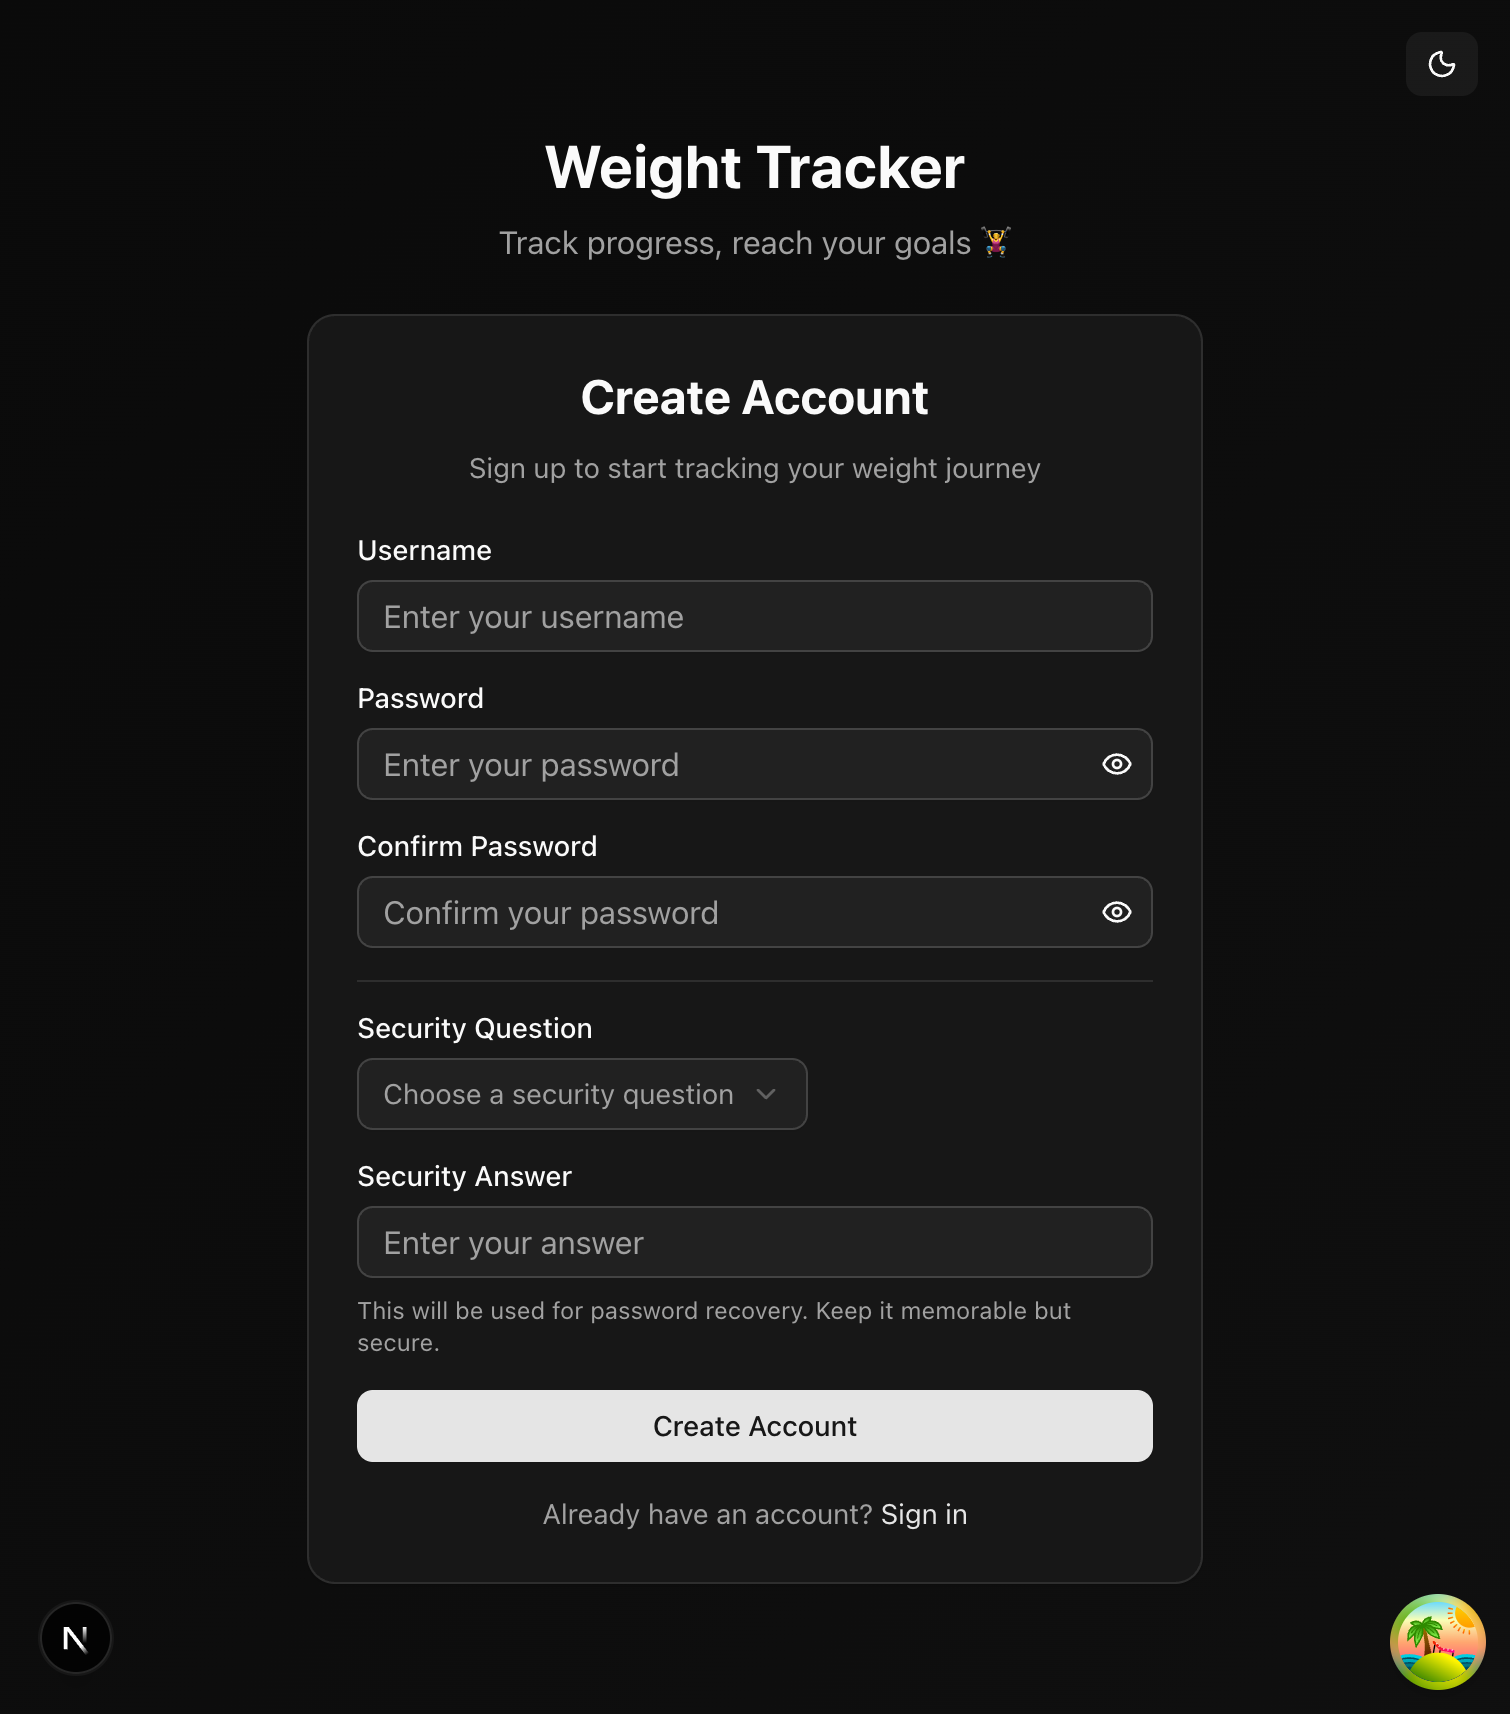 Weight Tracker
Track progress, reach your goals 🏋️‍♀️
Create Account
Sign up to start tracking your weight journey
Username
Enter your username
Password
Enter your password
Confirm Password
Confirm your password
Security Question
Choose a security question
Security Answer
Enter your answer
This will be used for password recovery. Keep it memorable but
secure.
Create Account
Already have an account? Sign in
N